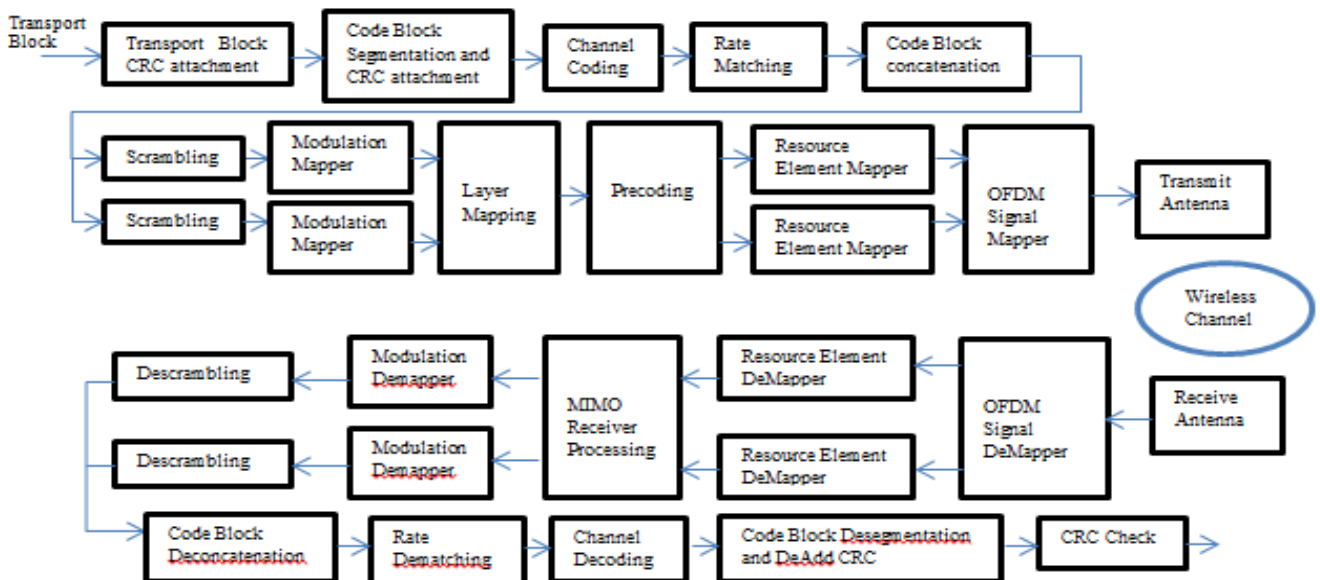 Transport
Block
Transport Block
CRC attachment
Code Block
Segmentation and
CRC attachment
Channel
Coding
Rate
Matching
Code Block
concatenation
Scrambling
Modulation
Mapper
Layer
Mapping
Precoding
Resource
Element Mapper
OFDM
Signal
Mapper
Transmit
Antenna
Scrambling
Modulation
Mapper
Resource
Element Mapper
Wireless
Channel
Descrambling
Modulation
Demapper
MIMO
Receiver
Processing
Resource Element
DeMapper
OFDM
Signal
DeMapper
Receive
Antenna
Descrambling
Modulation
Demapper
Resource Element
DeMapper
Code Block
Deconcatenation
Rate
Dematching
Channel
Decoding
Code Block Desegmentation
and DeAdd CRC
CRC Check